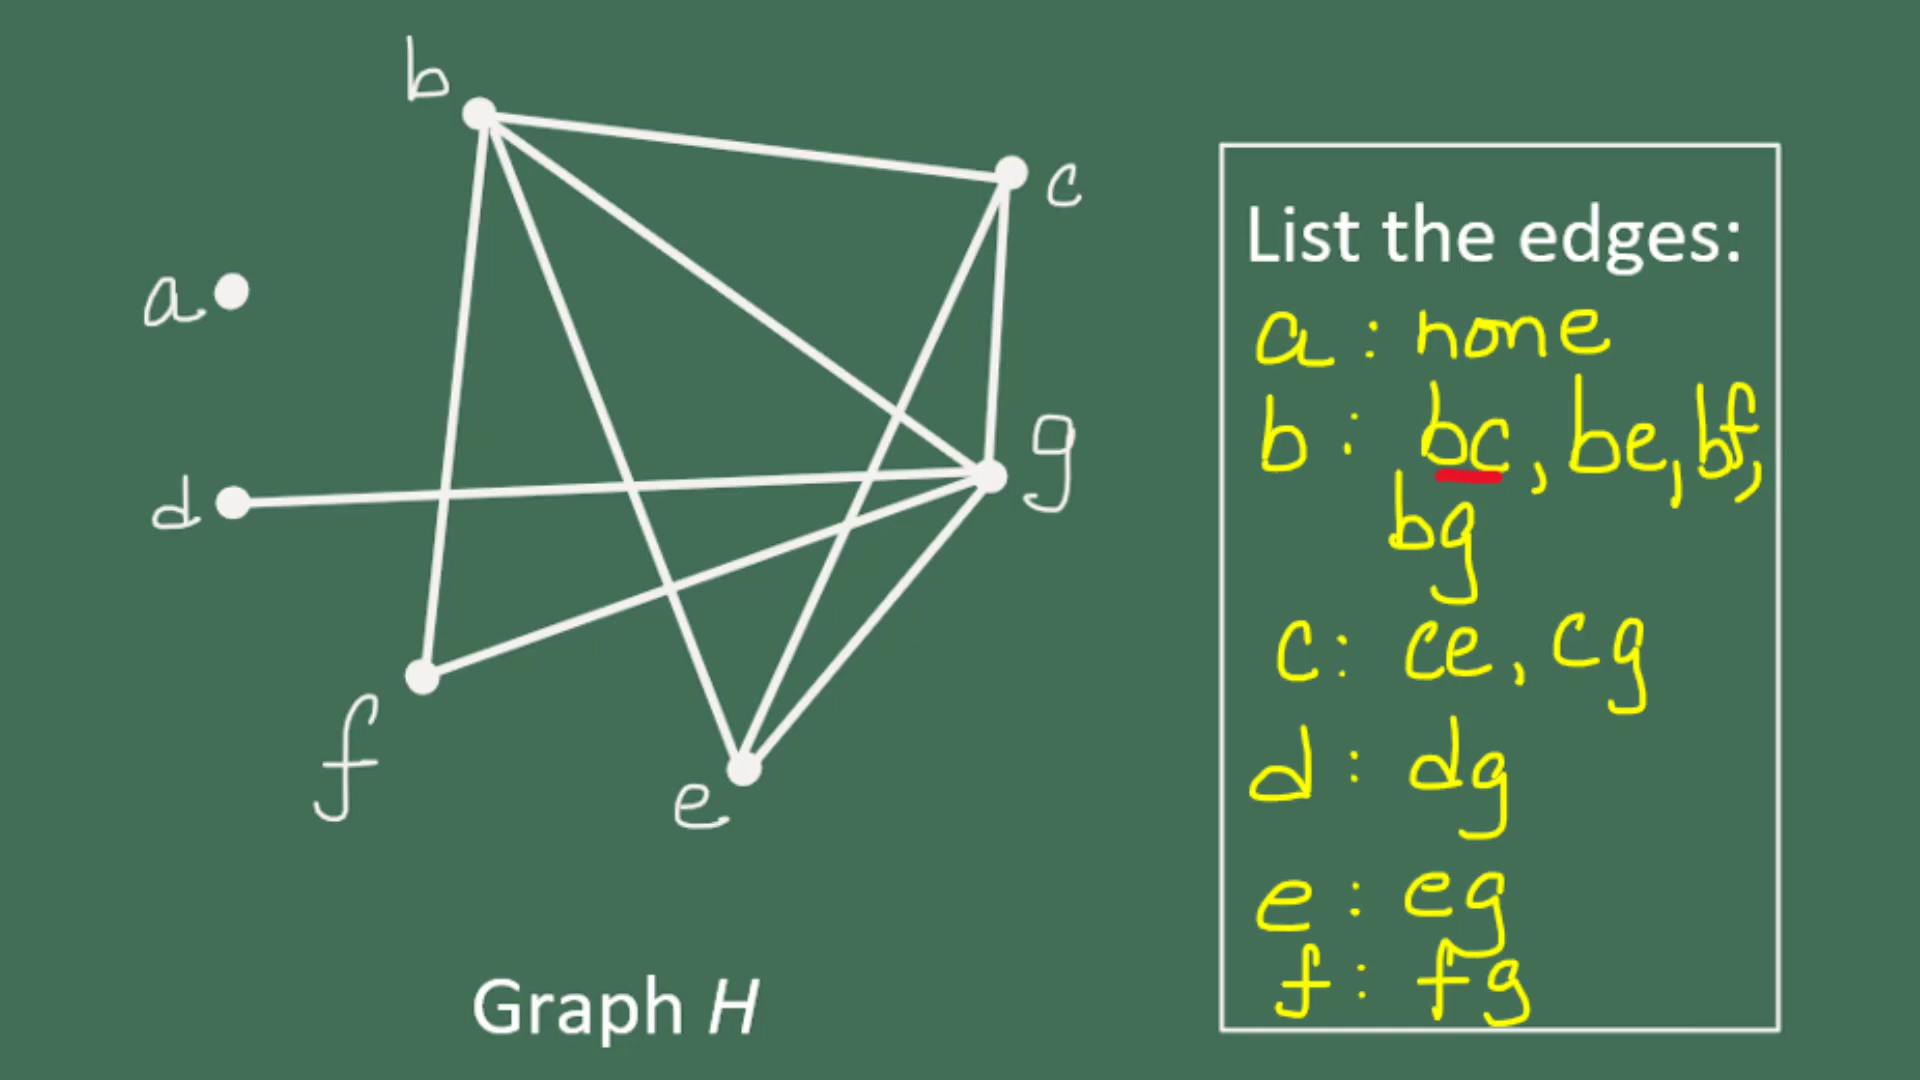 b
c
a
g
d
f
e
Graph H
List the edges:
a : none
b : bc, be, bf,
bg
c : ce, cg
d : dg
e : eg
f : fg